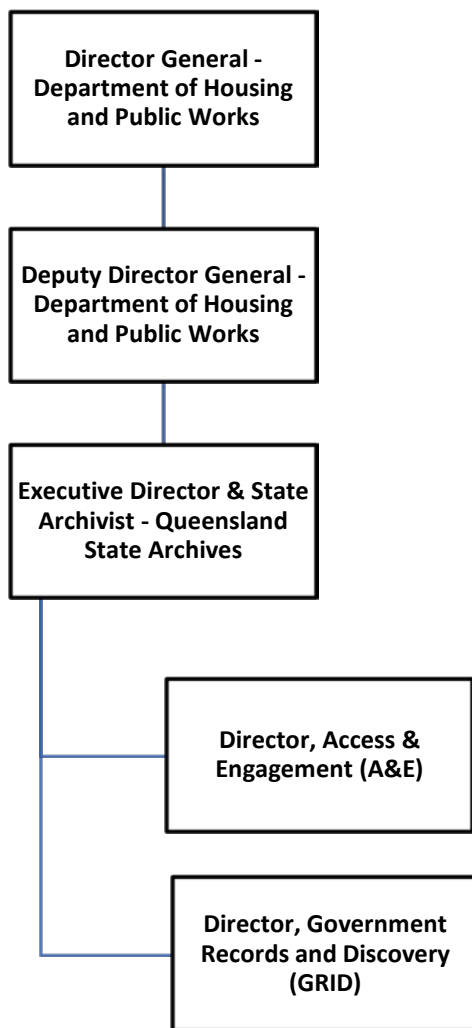 Director General -
Department of Housing
and Public Works
Deputy Director General -
Department of Housing
and Public Works
Executive Director & State
Archivist - Queensland
State Archives
Director, Access &
Engagement (A&E)
Director, Government
Records and Discovery
(GRID)